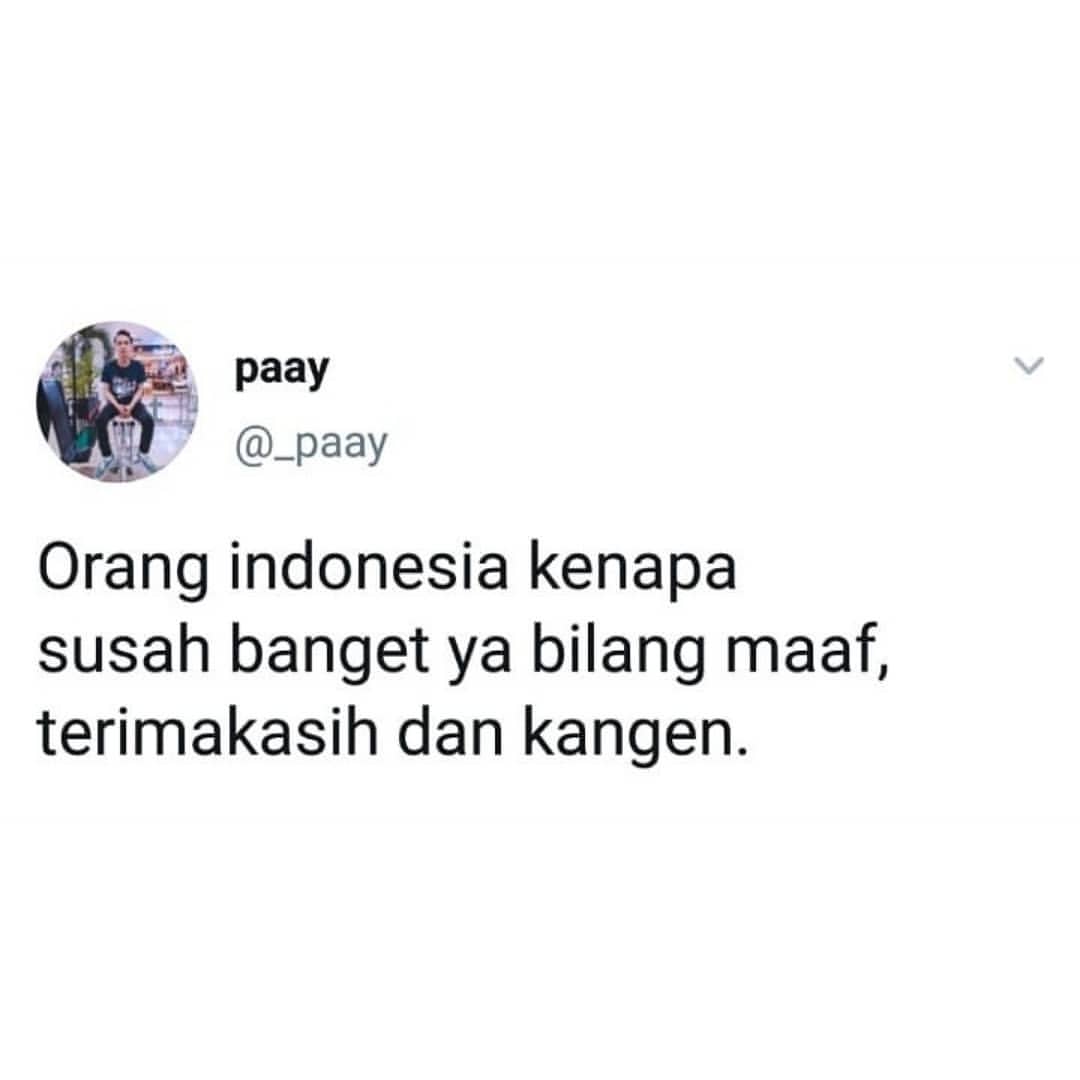 paay
@_paay
Orang indonesia kenapa
susah banget ya bilang maaf,
terimakasih dan kangen.